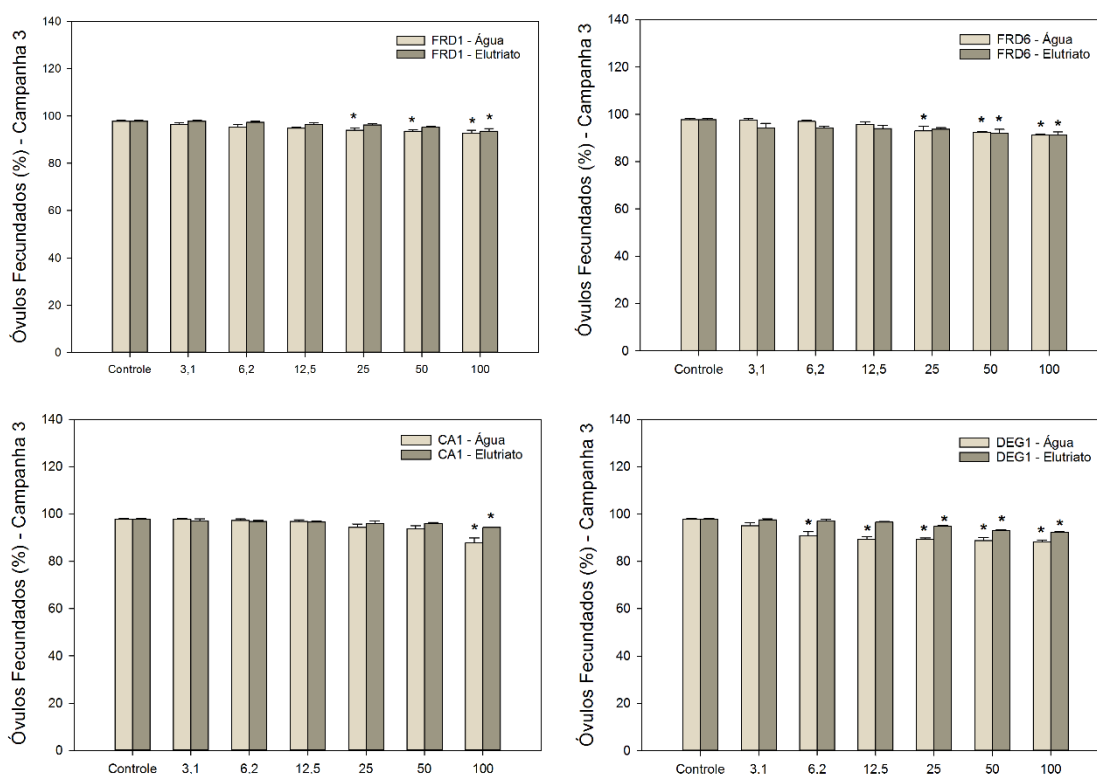 Óvulos Fecundados (%) - Campanha 3
140
120
100
80
60
40
20
0
FRD1 - Água
FRD1 - Elutriato
* * * *
Controle 3,1 6,2 12,5 25 50 100
Óvulos Fecundados (%) - Campanha 3
140
120
100
80
60
40
20
0
FRD6 - Água
FRD6 - Elutriato
* * * * *
Controle 3,1 6,2 12,5 25 50 100
Óvulos Fecundados (%) - Campanha 3
140
120
100
80
60
40
20
0
CA1 - Água
CA1 - Elutriato
* *
Controle 3,1 6,2 12,5 25 50 100
Óvulos Fecundados (%) - Campanha 3
140
120
100
80
60
40
20
0
DEG1 - Água
DEG1 - Elutriato
* * * * * * * *
Controle 3,1 6,2 12,5 25 50 100